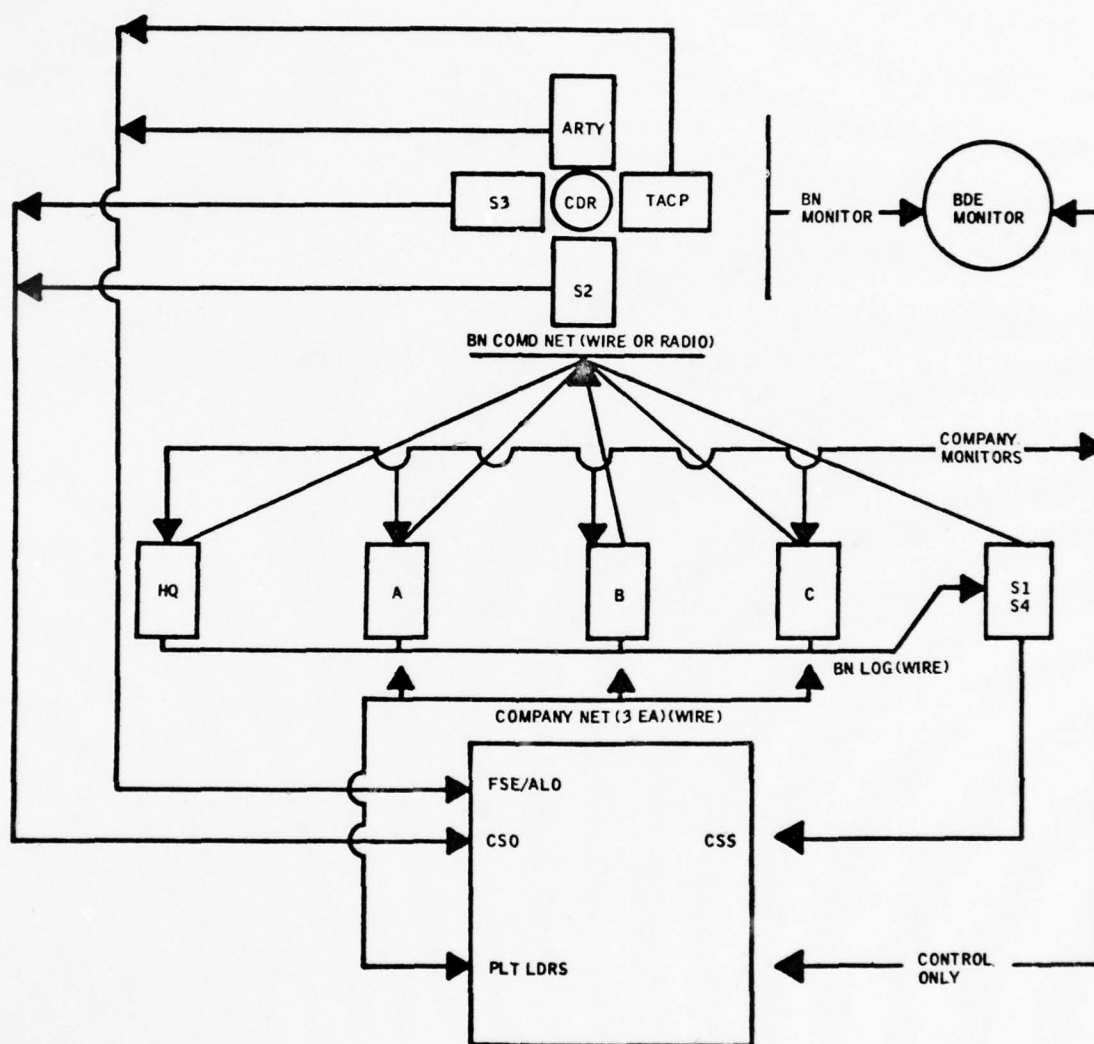 ARTY
S3
CDR
TACP
BN
MONITOR
BDE
MONITOR
S2
BN COMD NET (WIRE OR RADIO)
COMPANY
MONITORS
HQ
A
B
C
S1
S4
BN LOG (WIRE)
COMPANY NET (3 EA) (WIRE)
FSE/ALO
CSO
CSS
PLT LDRS
CONTROL
ONLY